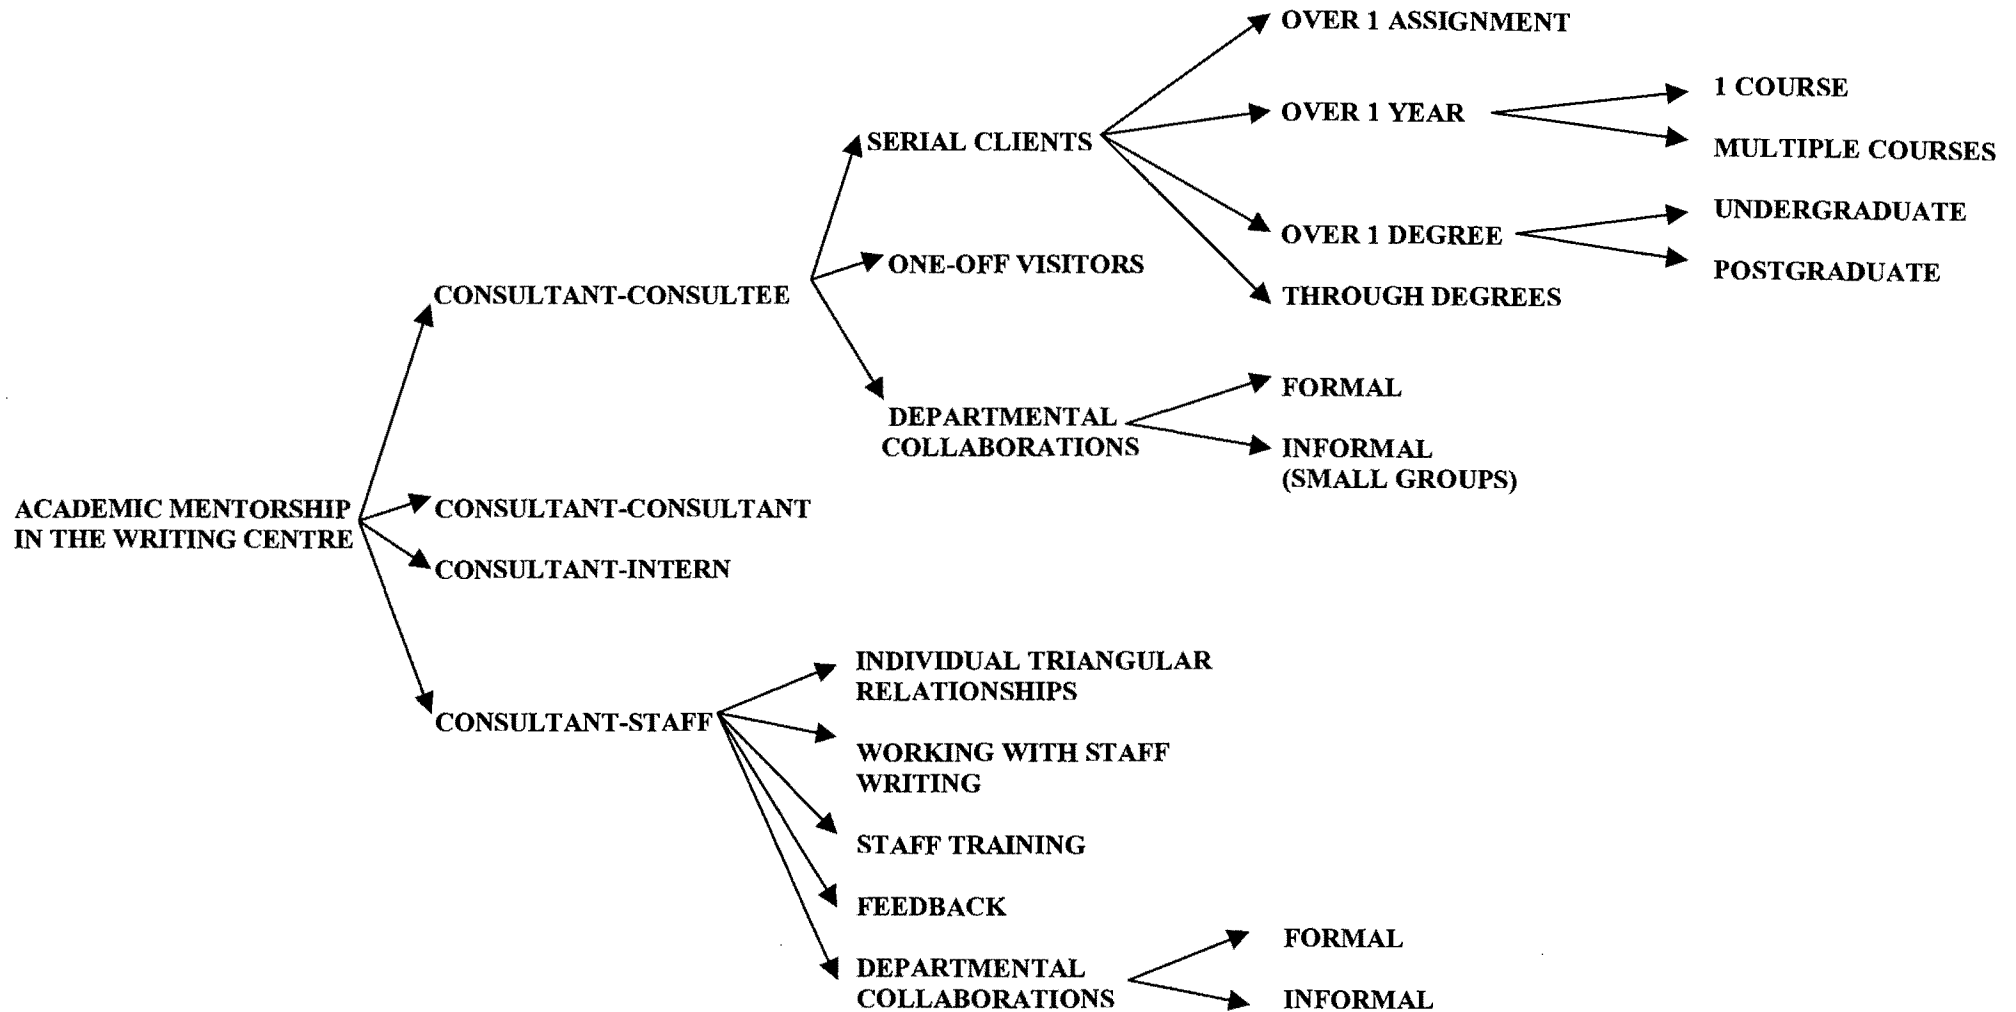 OVER 1 ASSIGNMENT
OVER 1 YEAR
1 COURSE
MULTIPLE COURSES
SERIAL CLIENTS
OVER 1 DEGREE
UNDERGRADUATE
POSTGRADUATE
THROUGH DEGREES
ONE-OFF VISITORS
CONSULTANT-CONSULTEE
DEPARTMENTAL
COLLABORATIONS
FORMAL
INFORMAL
(SMALL GROUPS)
ACADEMIC MENTORSHIP
IN THE WRITING CENTRE
CONSULTANT-CONSULTANT
CONSULTANT-INTERN
CONSULTANT-STAFF
INDIVIDUAL TRIANGULAR
RELATIONSHIPS
WORKING WITH STAFF
WRITING
STAFF TRAINING
FEEDBACK
DEPARTMENTAL
COLLABORATIONS
FORMAL
INFORMAL